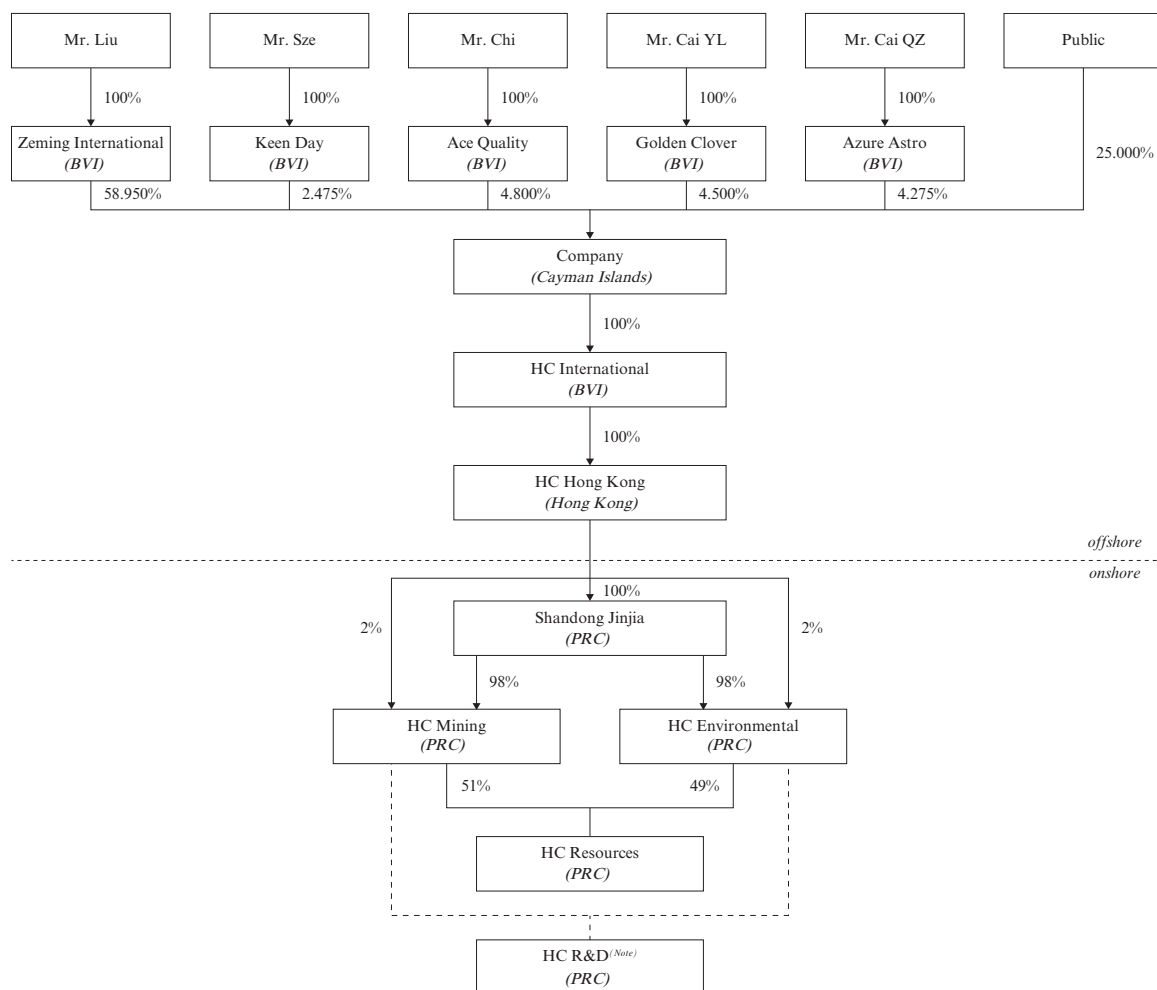 Mr. Liu
Mr. Sze
Mr. Chi
Mr. Cai YL
Mr. Cai QZ
Public
100%
100%
100%
100%
100%
Zeming International
(BVI)
Keen Day
(BVI)
Ace Quality
(BVI)
Golden Clover
(BVI)
Azure Astro
(BVI)
25.000%
58.950%
2.475%
4.800%
4.500%
4.275%
Company
(Cayman Islands)
100%
HC International
(BVI)
100%
HC Hong Kong
(Hong Kong)
offshore
onshore
100%
2%
Shandong Jinjia
(PRC)
2%
98%
98%
HC Mining
(PRC)
HC Environmental
(PRC)
51%
49%
HC Resources
(PRC)
HC R&D(Note)
(PRC)